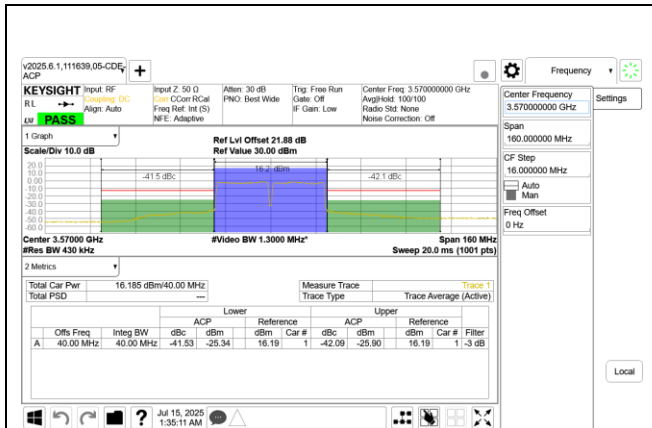 v2025.6.1,111639,05-CDE-
ACP
Frequency
KEYSIGHT
Input: RF
Coupling: DC
Align: Auto
RL
LXI
PASS
Input Z: 50 Ω
Corr CCorr RCal
Freq Ref: Int (S)
NFE: Adaptive
Atten: 30 dB
PNO: Best Wide
Trig: Free Run
Gate: Off
IF Gain: Low
Center Freq: 3.570000000 GHz
Avg|Hold: 100/100
Radio Std: None
Noise Correction: Off
Center Frequency
3.570000000 GHz
Settings
Span
160.000000 MHz
CF Step
16.000000 MHz
Auto
Man
Freq Offset
0 Hz
1 Graph
Scale/Div 10.0 dB
Ref Lvl Offset 21.88 dB
Ref Value 30.00 dBm
20.0
10.0
0.00
-10.0
-20.0
-30.0
-40.0
-50.0
-60.0
-41.5 dBc
16.2 dBm
-42.1 dBc
Center 3.57000 GHz
#Video BW 1.3000 MHz*
Span 160 MHz
#Res BW 430 kHz
Sweep 20.0 ms (1001 pts)
2 Metrics
Total Car Pwr 16.185 dBm/40.00 MHz
Total PSD ---
Measure Trace Trace 1
Trace Type Trace Average (Active)
Lower Upper
ACP Reference ACP Reference
Offs Freq Integ BW dBc dBm dBm Car # dBc dBm dBm Car # Filter
A 40.00 MHz 40.00 MHz -41.53 -25.34 16.19 1 -42.09 -25.90 16.19 1 -3 dB
Local
?
Jul 15, 2025
1:35:11 AM